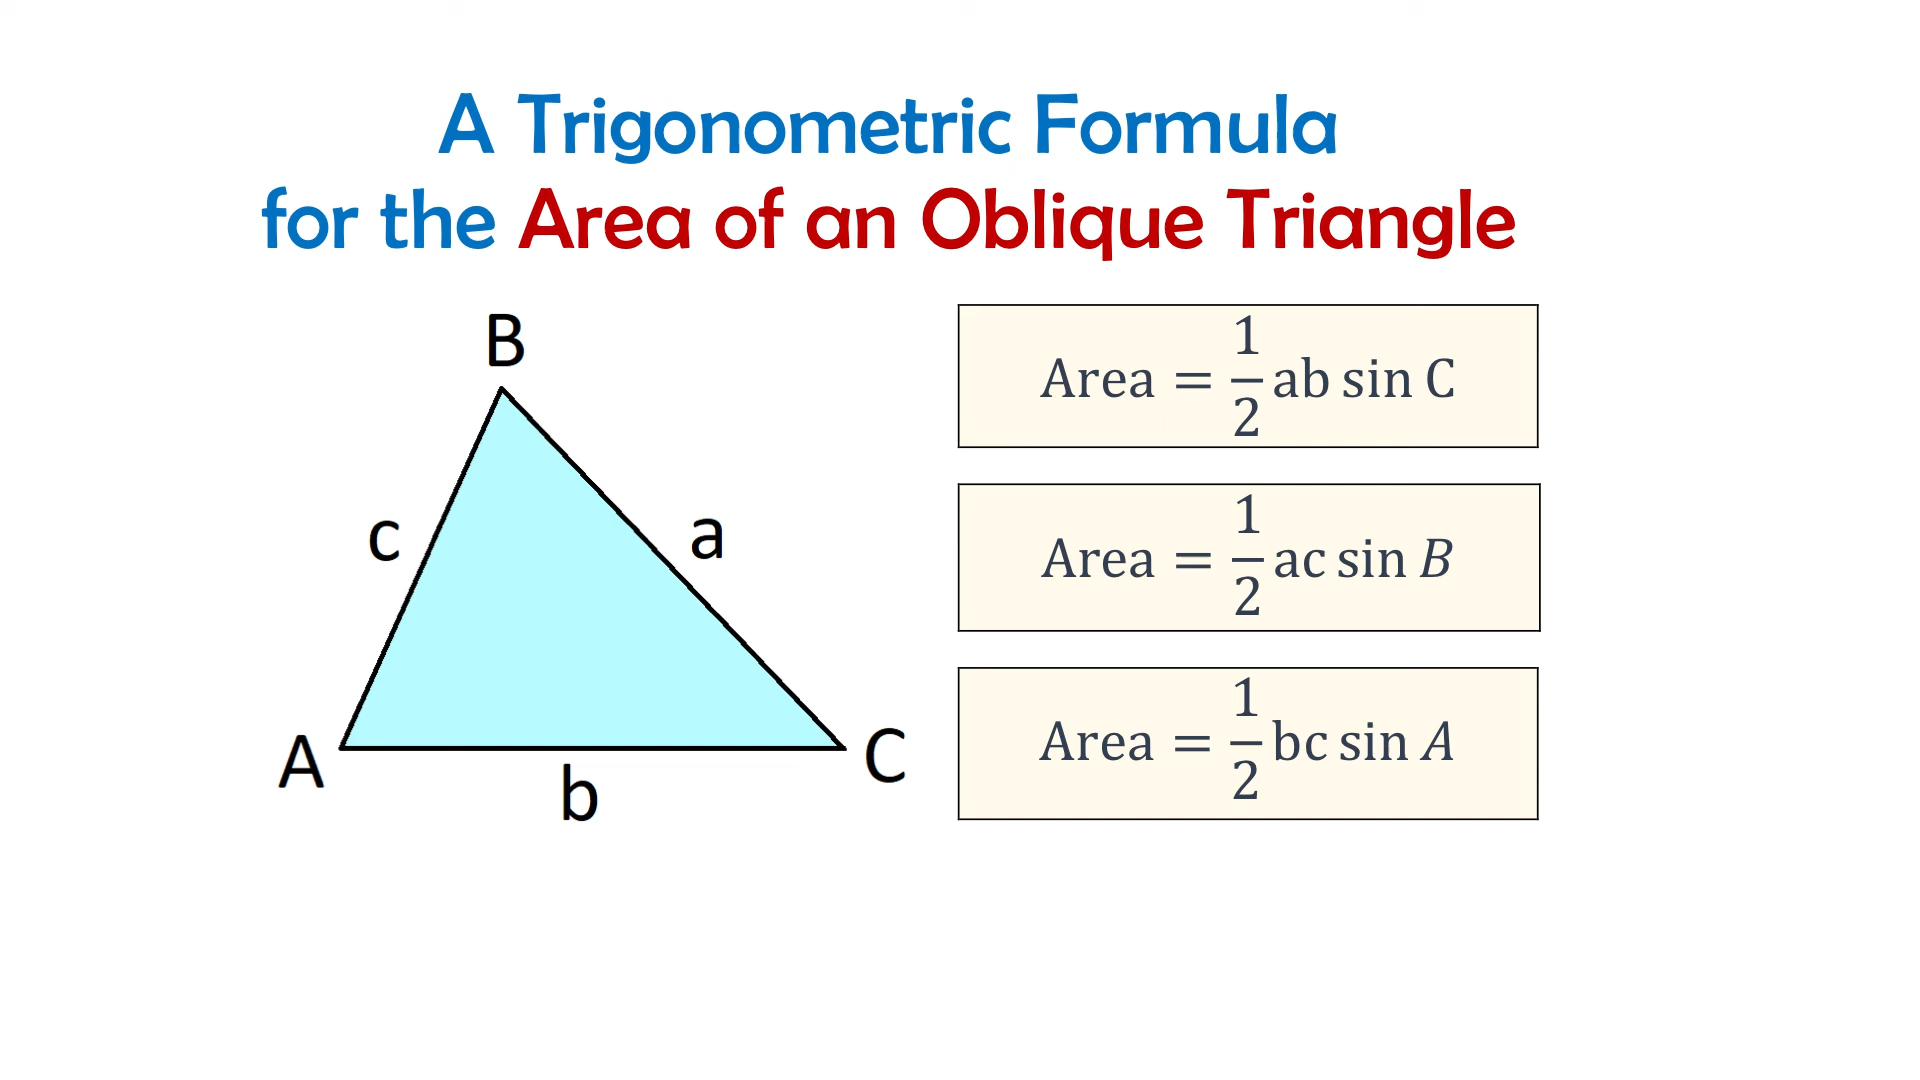 A Trigonometric Formula
for the Area of an Oblique Triangle
B
Area = 1/2 ab sin C
c
a
Area = 1/2 ac sin B
A
C
b
Area = 1/2 bc sin A